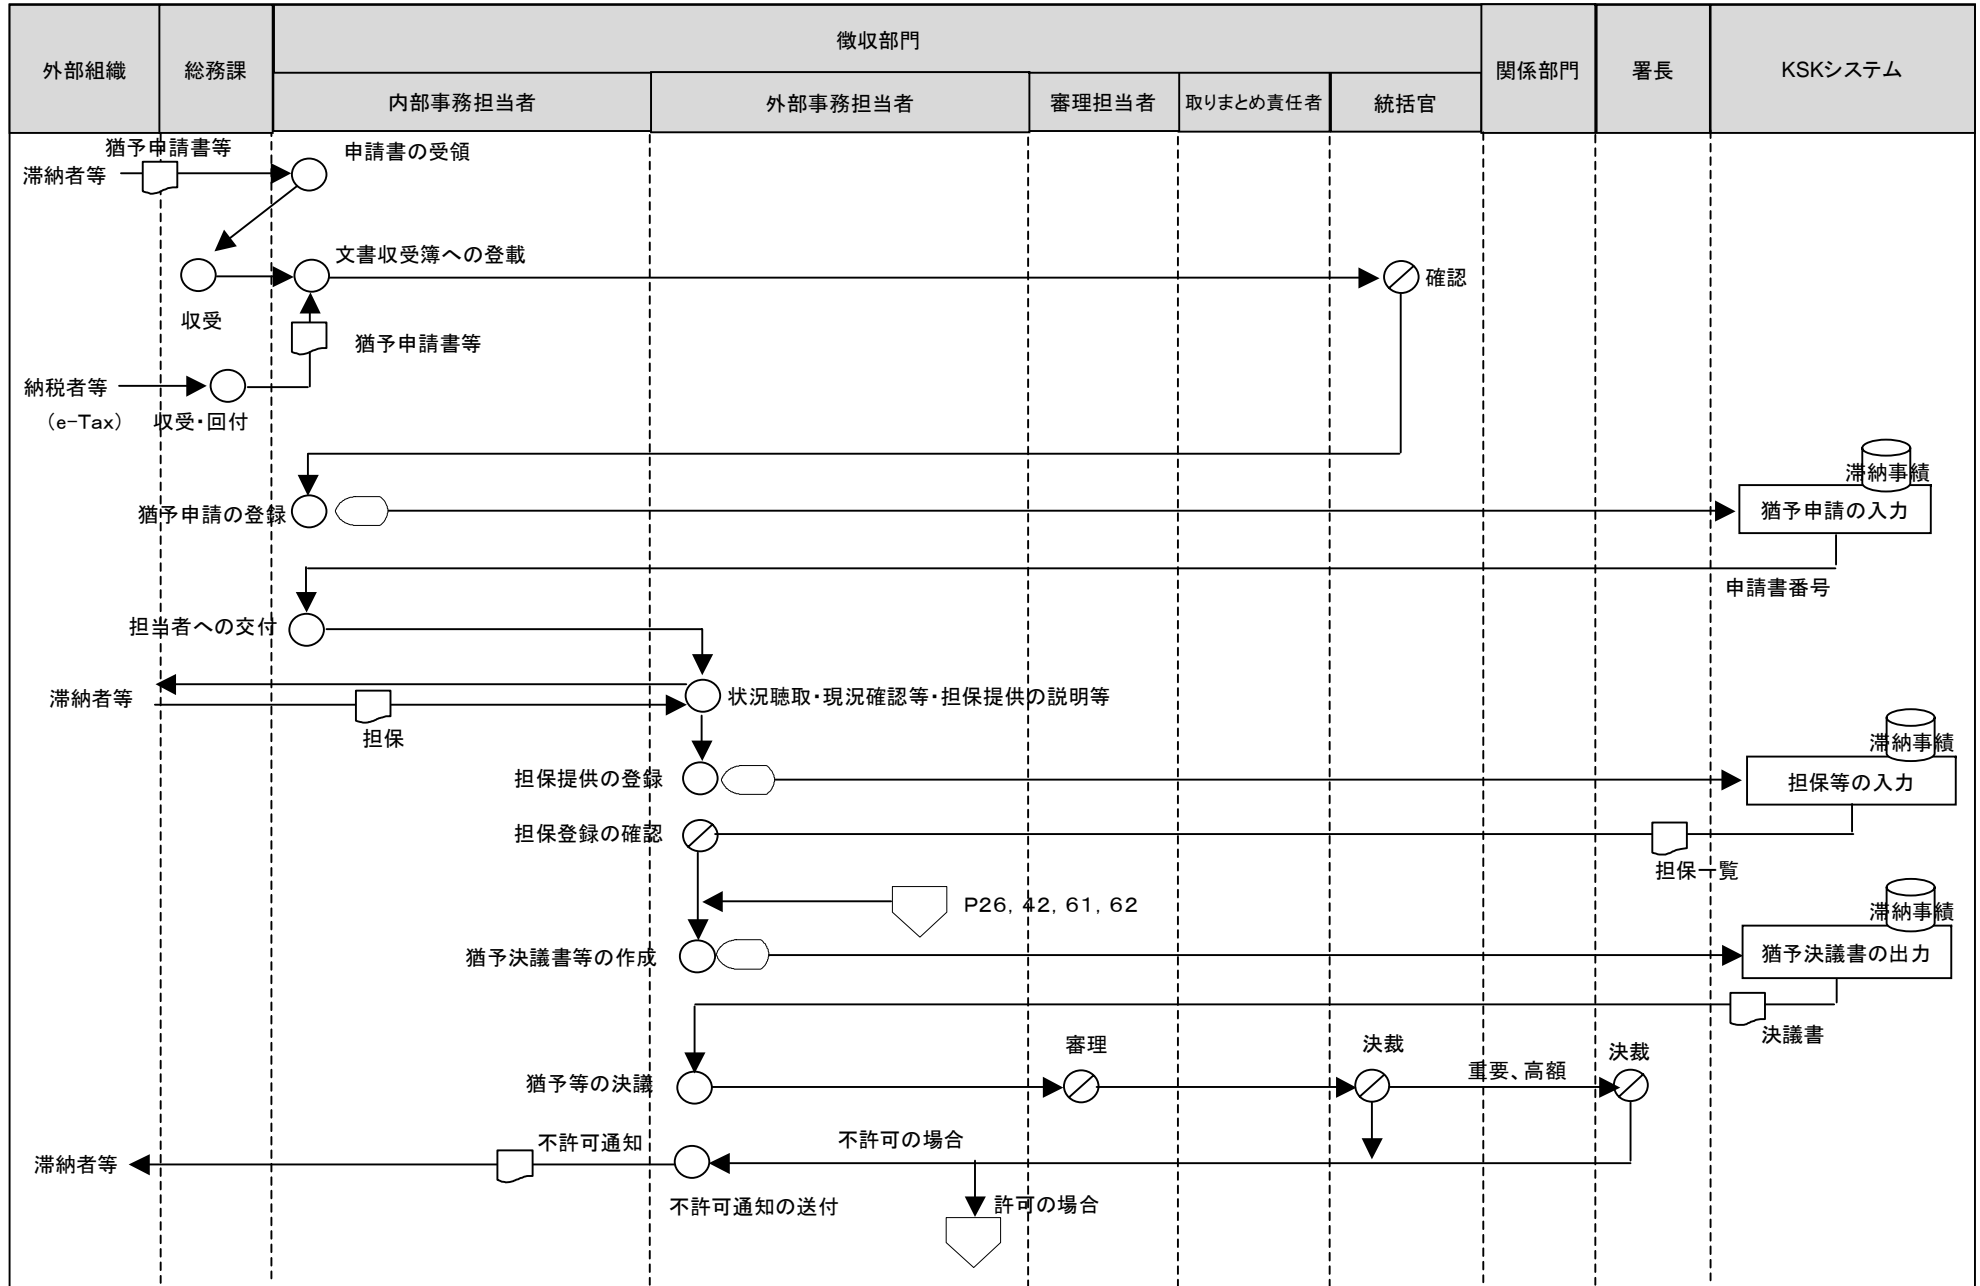 外部組織
総務課
徴収部門
関係部門
署長
KSKシステム
内部事務担当者
外部事務担当者
審理担当者
取りまとめ責任者
統括官
猶予申請書等
申請書の受領
滞納者等
文書収受簿への登載
確認
収受
猶予申請書等
納税者等
(e-Tax)
収受・回付
滞納事績
猶予申請の登録
猶予申請の入力
申請書番号
担当者への交付
滞納者等
状況聴取・現況確認等・担保提供の説明等
担保
滞納事績
担保提供の登録
担保等の入力
担保登録の確認
担保一覧
P26, 42, 61, 62
滞納事績
猶予決議書等の作成
猶予決議書の出力
決議書
審理
決裁
決裁
猶予等の決議
重要、高額
不許可通知
不許可の場合
滞納者等
不許可通知の送付
許可の場合